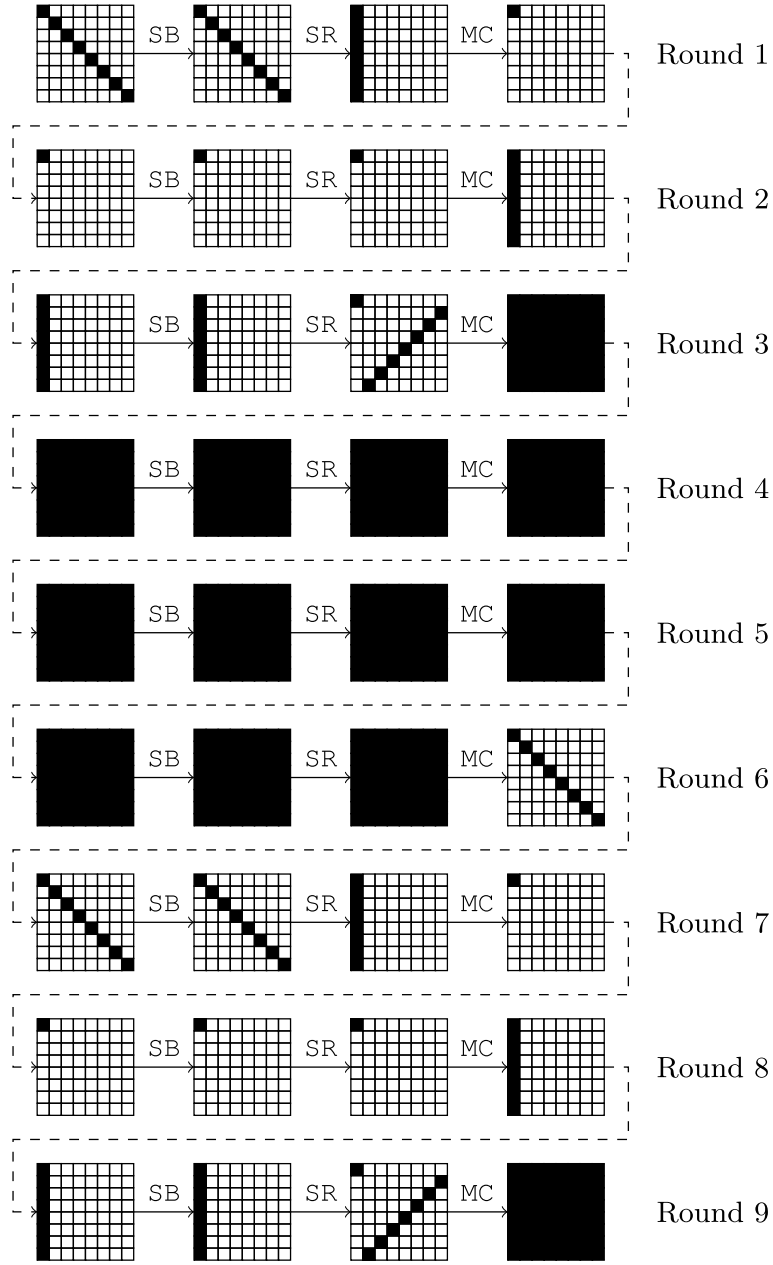 SB SR MC Round 1
SB SR MC Round 2
SB SR MC Round 3
SB SR MC Round 4
SB SR MC Round 5
SB SR MC Round 6
SB SR MC Round 7
SB SR MC Round 8
SB SR MC Round 9